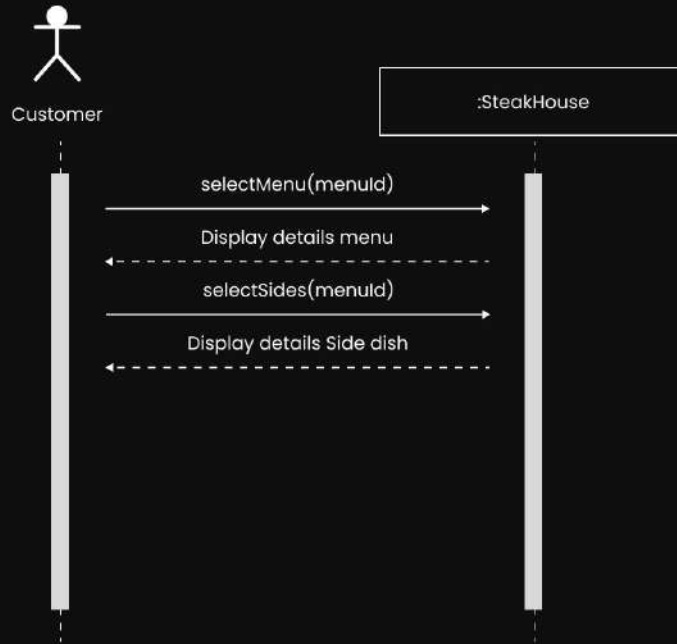 Customer
:SteakHouse
selectMenu(menuId)
Display details menu
selectSides(menuId)
Display details Side dish